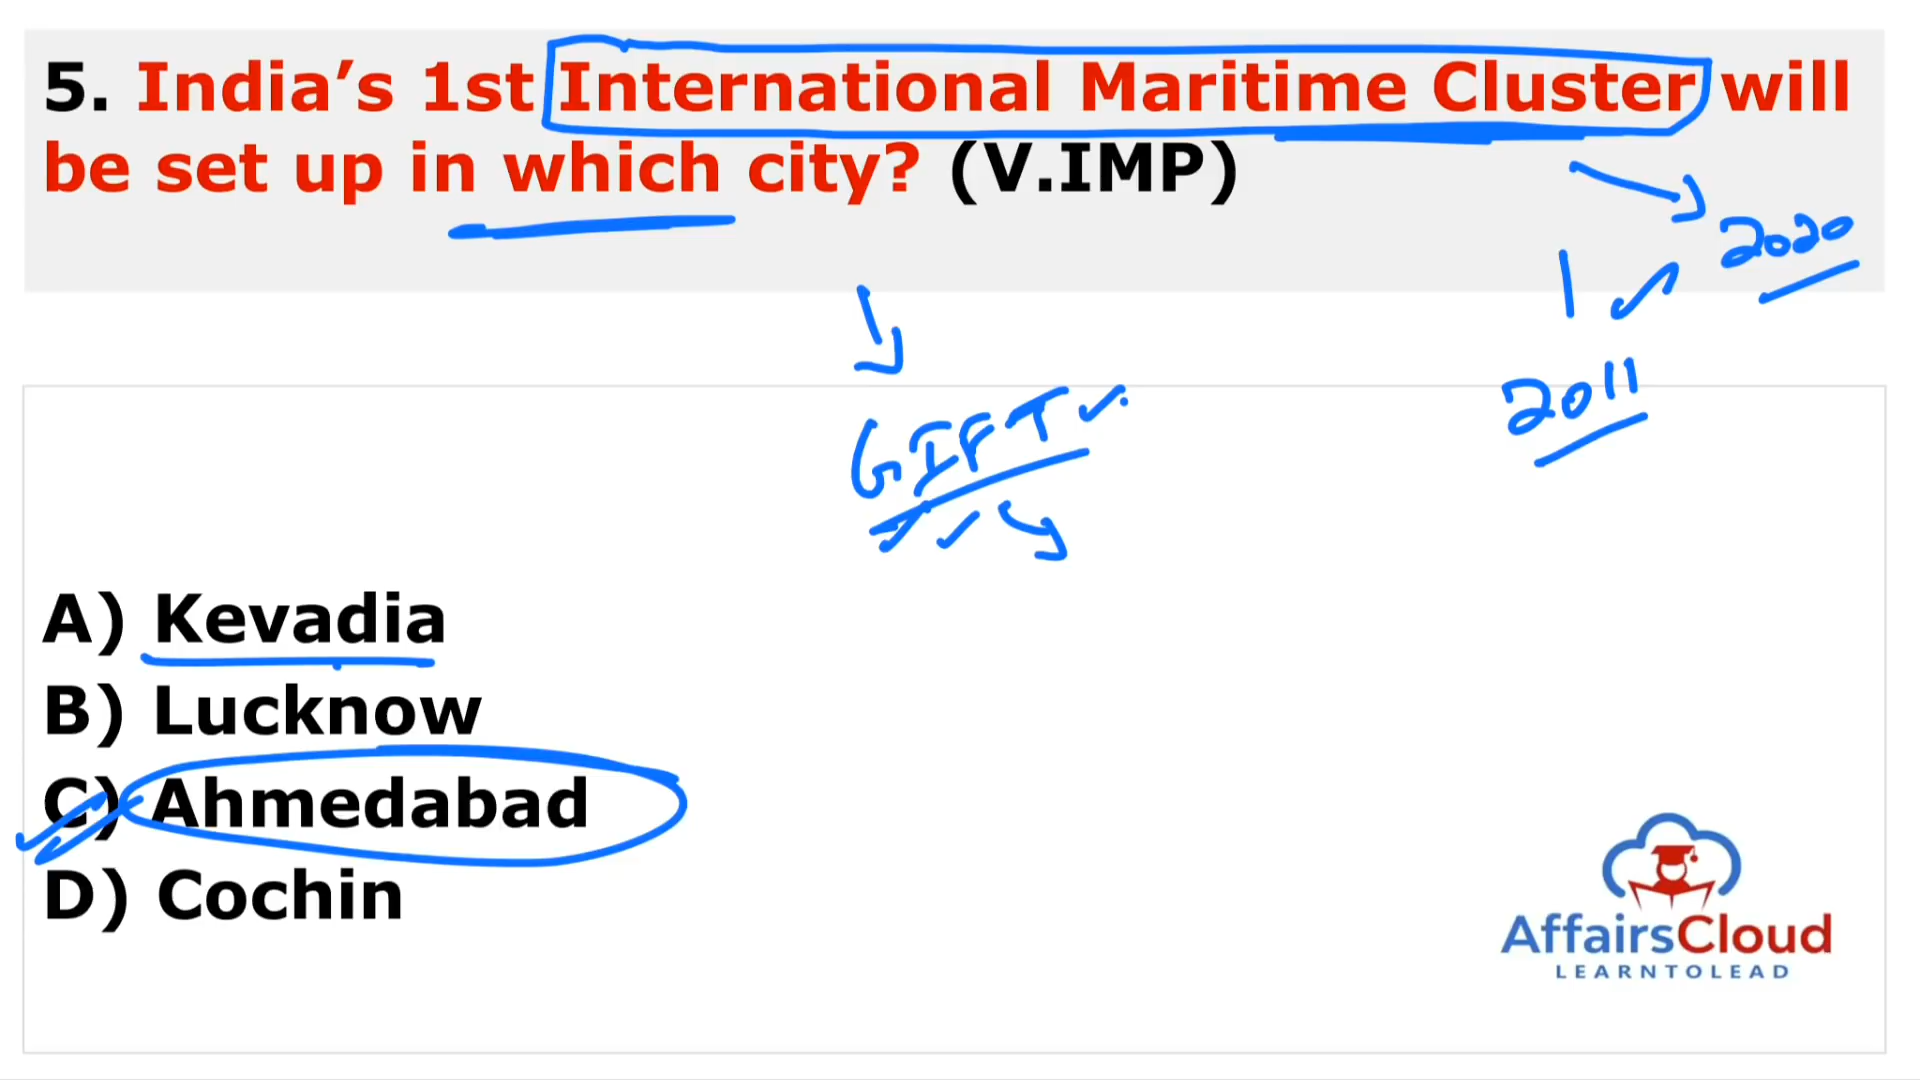 5. India’s 1st International Maritime Cluster will
be set up in which city? (V.IMP)
2020
2011
GIFT
A) Kevadia
B) Lucknow
C) Ahmedabad
D) Cochin
AffairsCloud
LEARNTOLEAD